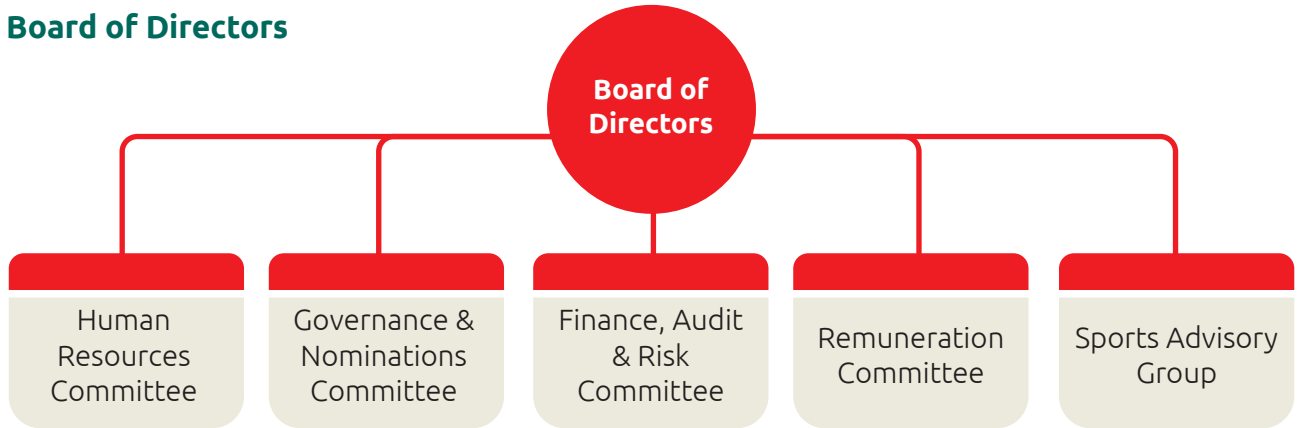 Board of Directors
Board of
Directors
Human
Resources
Committee
Governance &
Nominations
Committee
Finance, Audit
& Risk
Committee
Remuneration
Committee
Sports Advisory
Group